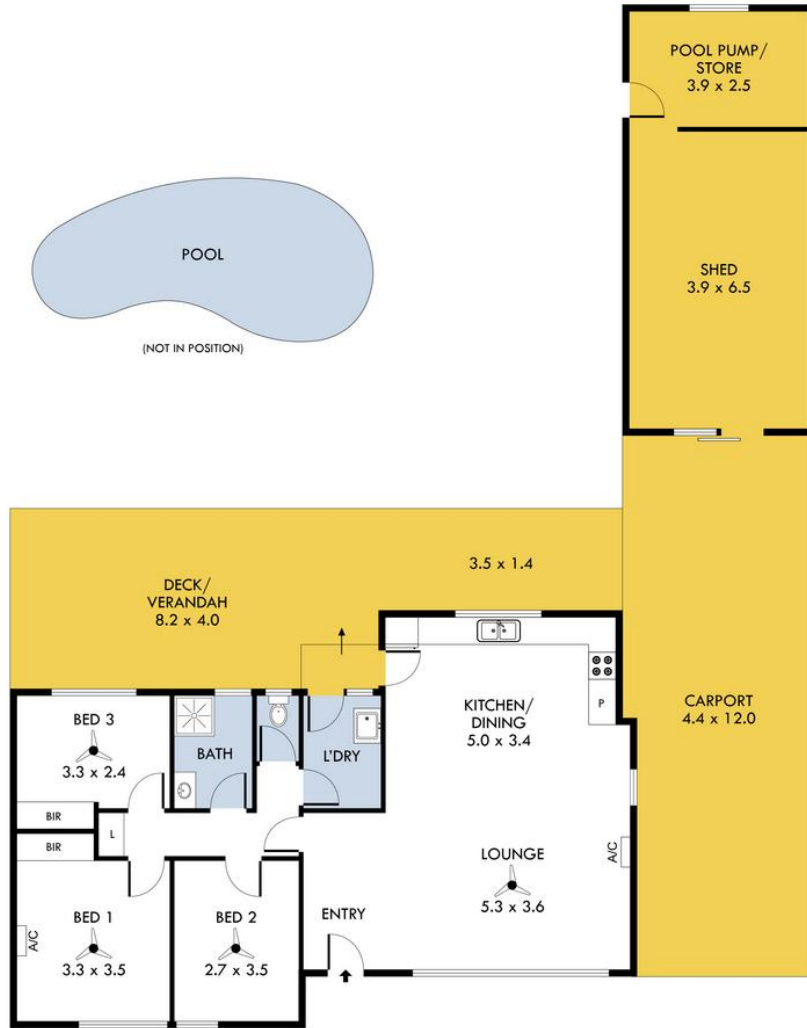 POOL PUMP/
STORE
3.9 x 2.5
POOL
(NOT IN POSITION)
SHED
3.9 x 6.5
DECK/
VERANDAH
8.2 x 4.0
3.5 x 1.4
CARPORT
4.4 x 12.0
BED 3
3.3 x 2.4
BIR
BATH
L'DRY
KITCHEN/
DINING
5.0 x 3.4
P
L
BIR
BED 1
3.3 x 3.5
A/C
BED 2
2.7 x 3.5
ENTRY
LOUNGE
5.3 x 3.6
A/C